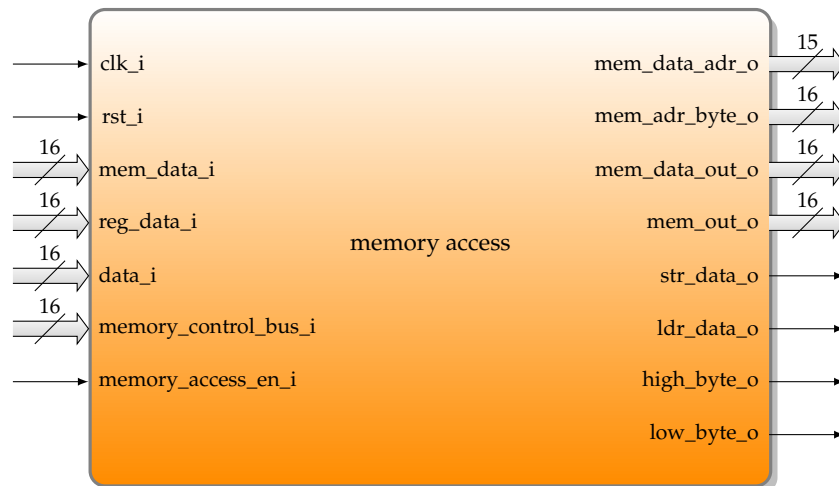 15
clk_i
mem_data_adr_o
16
rst_i
mem_adr_byte_o
16
16
mem_data_i
mem_data_out_o
16
16
reg_data_i
mem_out_o
memory access
16
data_i
str_data_o
16
memory_control_bus_i
ldr_data_o
memory_access_en_i
high_byte_o
low_byte_o